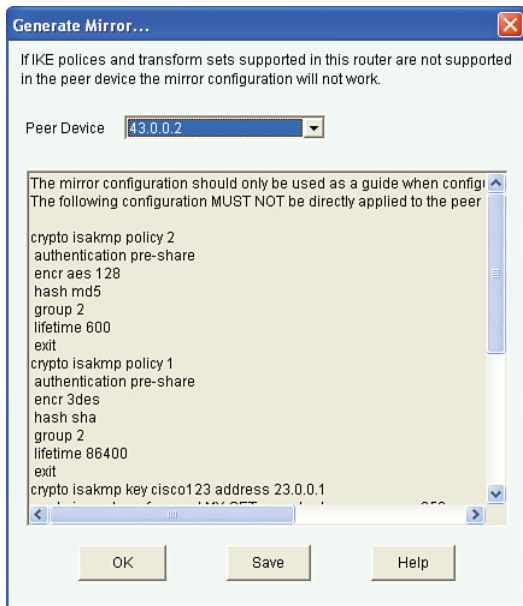 Generate Mirror...
If IKE polices and transform sets supported in this router are not supported
in the peer device the mirror configuration will not work.
Peer Device 43.0.0.2
The mirror configuration should only be used as a guide when configu
The following configuration MUST NOT be directly applied to the peer
crypto isakmp policy 2
authentication pre-share
encr aes 128
hash md5
group 2
lifetime 600
exit
crypto isakmp policy 1
authentication pre-share
encr 3des
hash sha
group 2
lifetime 86400
exit
crypto isakmp key cisco123 address 23.0.0.1
OK Save Help